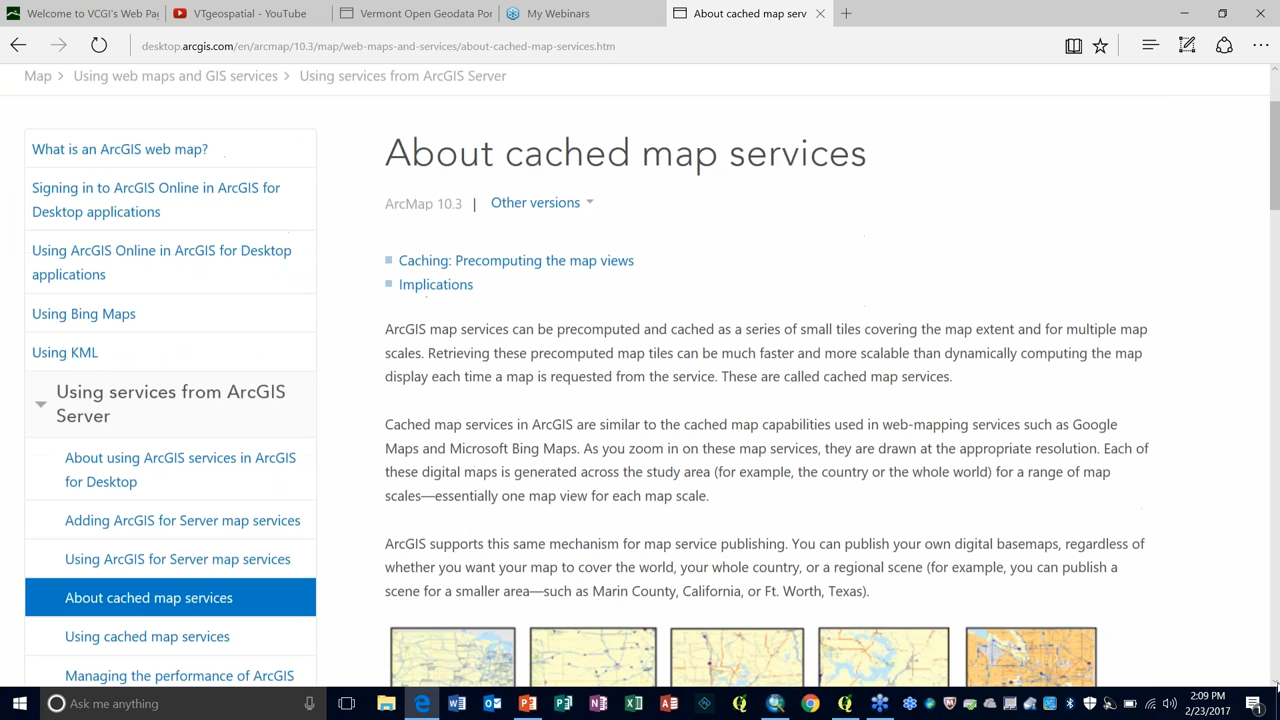 Welcome to VCGI's Web Pag
VTgeospatial - YouTube
Vermont Open Geodata Por
My Webinars
About cached map serv
desktop.arcgis.com/en/arcmap/10.3/map/web-maps-and-services/about-cached-map-services.htm
Map > Using web maps and GIS services > Using services from ArcGIS Server
What is an ArcGIS web map?
Signing in to ArcGIS Online in ArcGIS for
Desktop applications
Using ArcGIS Online in ArcGIS for Desktop
applications
Using Bing Maps
Using KML
Using services from ArcGIS
Server
About using ArcGIS services in ArcGIS
for Desktop
Adding ArcGIS for Server map services
Using ArcGIS for Server map services
About cached map services
Using cached map services
Managing the performance of ArcGIS
About cached map services
ArcMap 10.3 | Other versions
Caching: Precomputing the map views
Implications
ArcGIS map services can be precomputed and cached as a series of small tiles covering the map extent and for multiple map
scales. Retrieving these precomputed map tiles can be much faster and more scalable than dynamically computing the map
display each time a map is requested from the service. These are called cached map services.
Cached map services in ArcGIS are similar to the cached map capabilities used in web-mapping services such as Google
Maps and Microsoft Bing Maps. As you zoom in on these map services, they are drawn at the appropriate resolution. Each of
these digital maps is generated across the study area (for example, the country or the whole world) for a range of map
scales—essentially one map view for each map scale.
ArcGIS supports this same mechanism for map service publishing. You can publish your own digital basemaps, regardless of
whether you want your map to cover the world, your whole country, or a regional scene (for example, you can publish a
scene for a smaller area—such as Marin County, California, or Ft. Worth, Texas).
Ask me anything
2:09 PM
2/23/2017